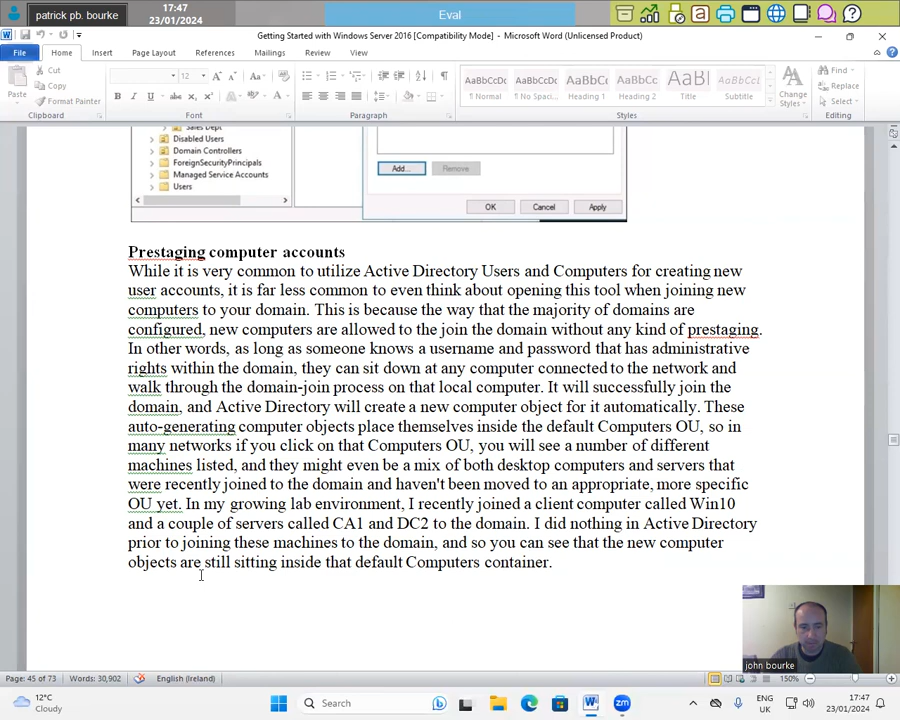 patrick pb. bourke
17:47
23/01/2024
Eval
Getting Started with Windows Server 2016 [Compatibility Mode] - Microsoft Word (Unlicensed Product)
File Home Insert Page Layout References Mailings Review View
Paste
Cut
Copy
Format Painter
Clipboard
12
Font
Paragraph
AaBbCcDc
¶ Normal
AaBbCcDc
¶ No Spaci...
AaBbCc
Heading 1
AaBbCc
Heading 2
AaBl
Title
AaBbCcL
Subtitle
Change Styles
Styles
Find
Replace
Select
Editing
Sales Dept
Disabled Users
Domain Controllers
ForeignSecurityPrincipals
Managed Service Accounts
Users
Add... Remove
OK Cancel Apply
Prestaging computer accounts
While it is very common to utilize Active Directory Users and Computers for creating new
user accounts, it is far less common to even think about opening this tool when joining new
computers to your domain. This is because the way that the majority of domains are
configured, new computers are allowed to the join the domain without any kind of prestaging.
In other words, as long as someone knows a username and password that has administrative
rights within the domain, they can sit down at any computer connected to the network and
walk through the domain-join process on that local computer. It will successfully join the
domain, and Active Directory will create a new computer object for it automatically. These
auto-generating computer objects place themselves inside the default Computers OU, so in
many networks if you click on that Computers OU, you will see a number of different
machines listed, and they might even be a mix of both desktop computers and servers that
were recently joined to the domain and haven't been moved to an appropriate, more specific
OU yet. In my growing lab environment, I recently joined a client computer called Win10
and a couple of servers called CA1 and DC2 to the domain. I did nothing in Active Directory
prior to joining these machines to the domain, and so you can see that the new computer
objects are still sitting inside that default Computers container.
john bourke
Page: 45 of 73 Words: 30,902 English (Ireland) 150%
12°C
Cloudy
Search
ENG
UK
17:47
23/01/2024